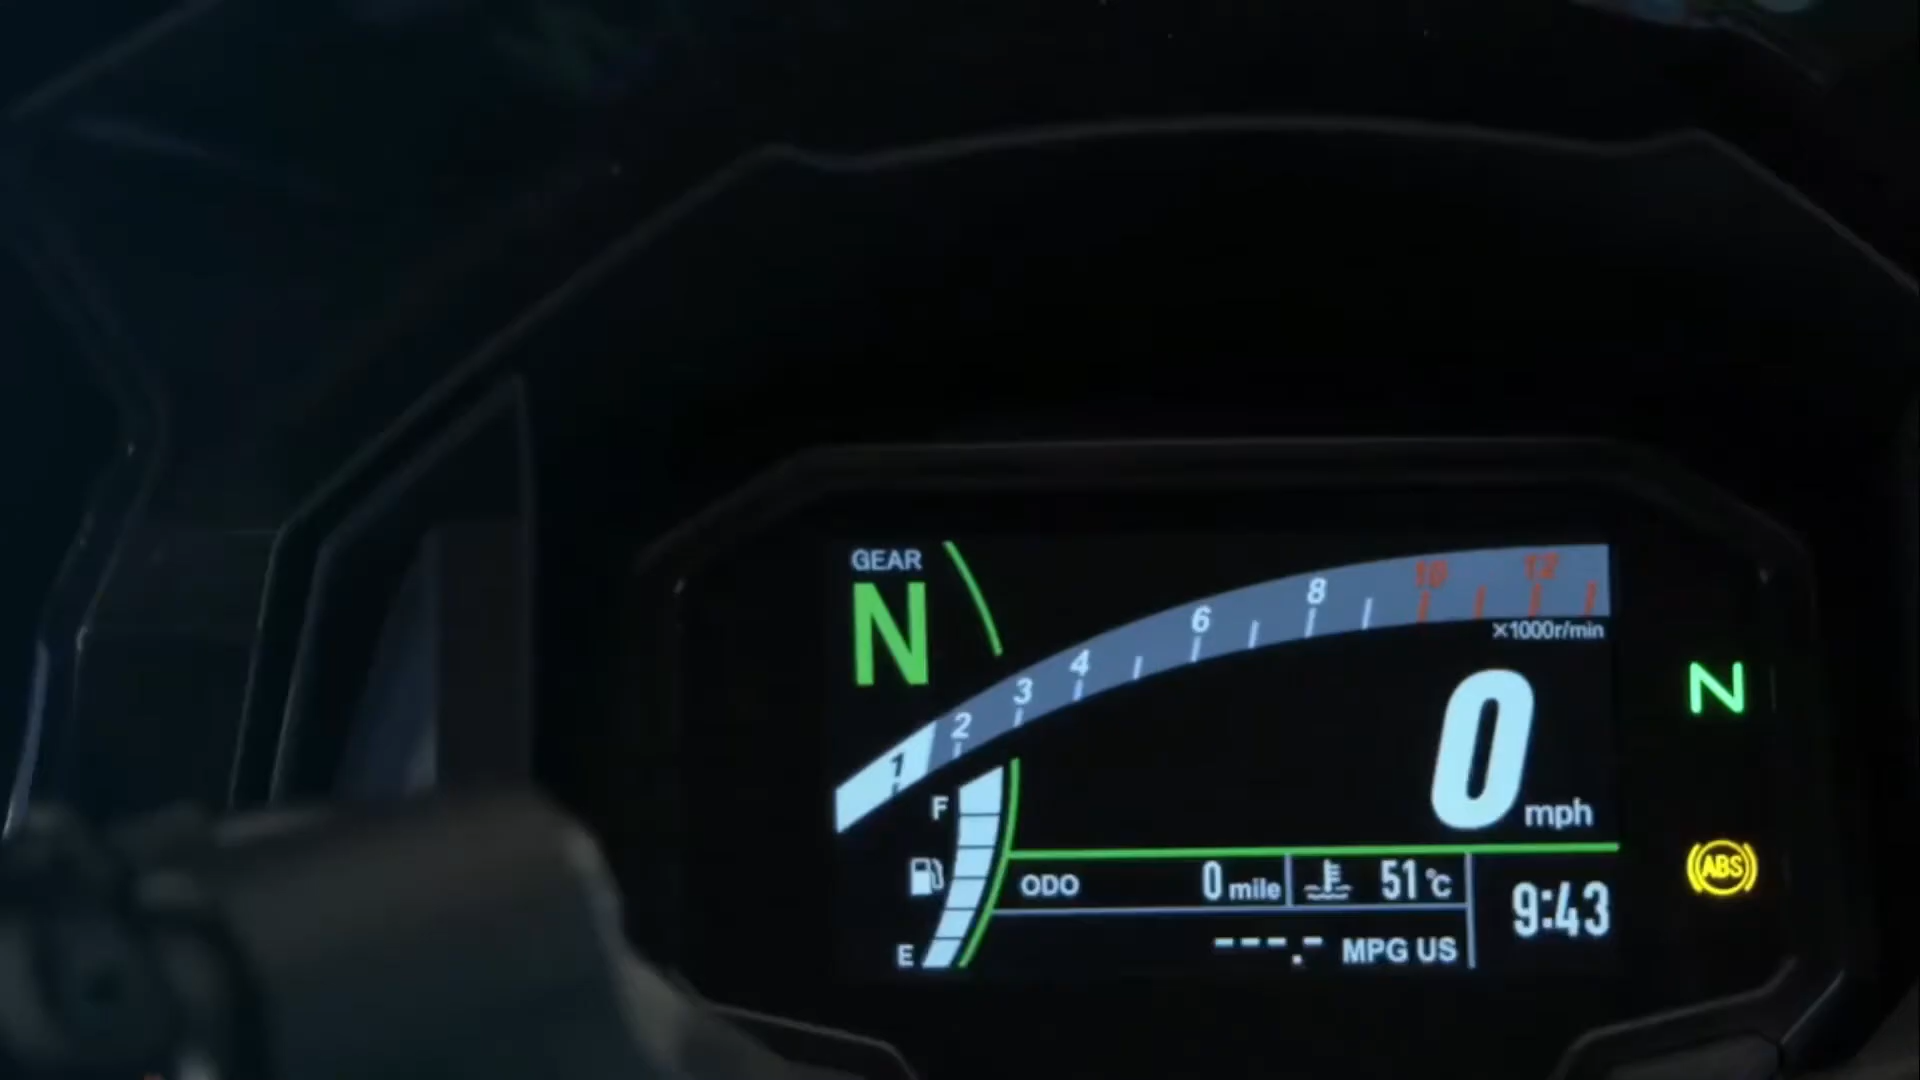 GEAR
N
1 2 3 4 6 8 10 12
×1000r/min
N
0 mph
F
E
ODO 0 mile 51 °C
ABS
9:43
---.- MPG US